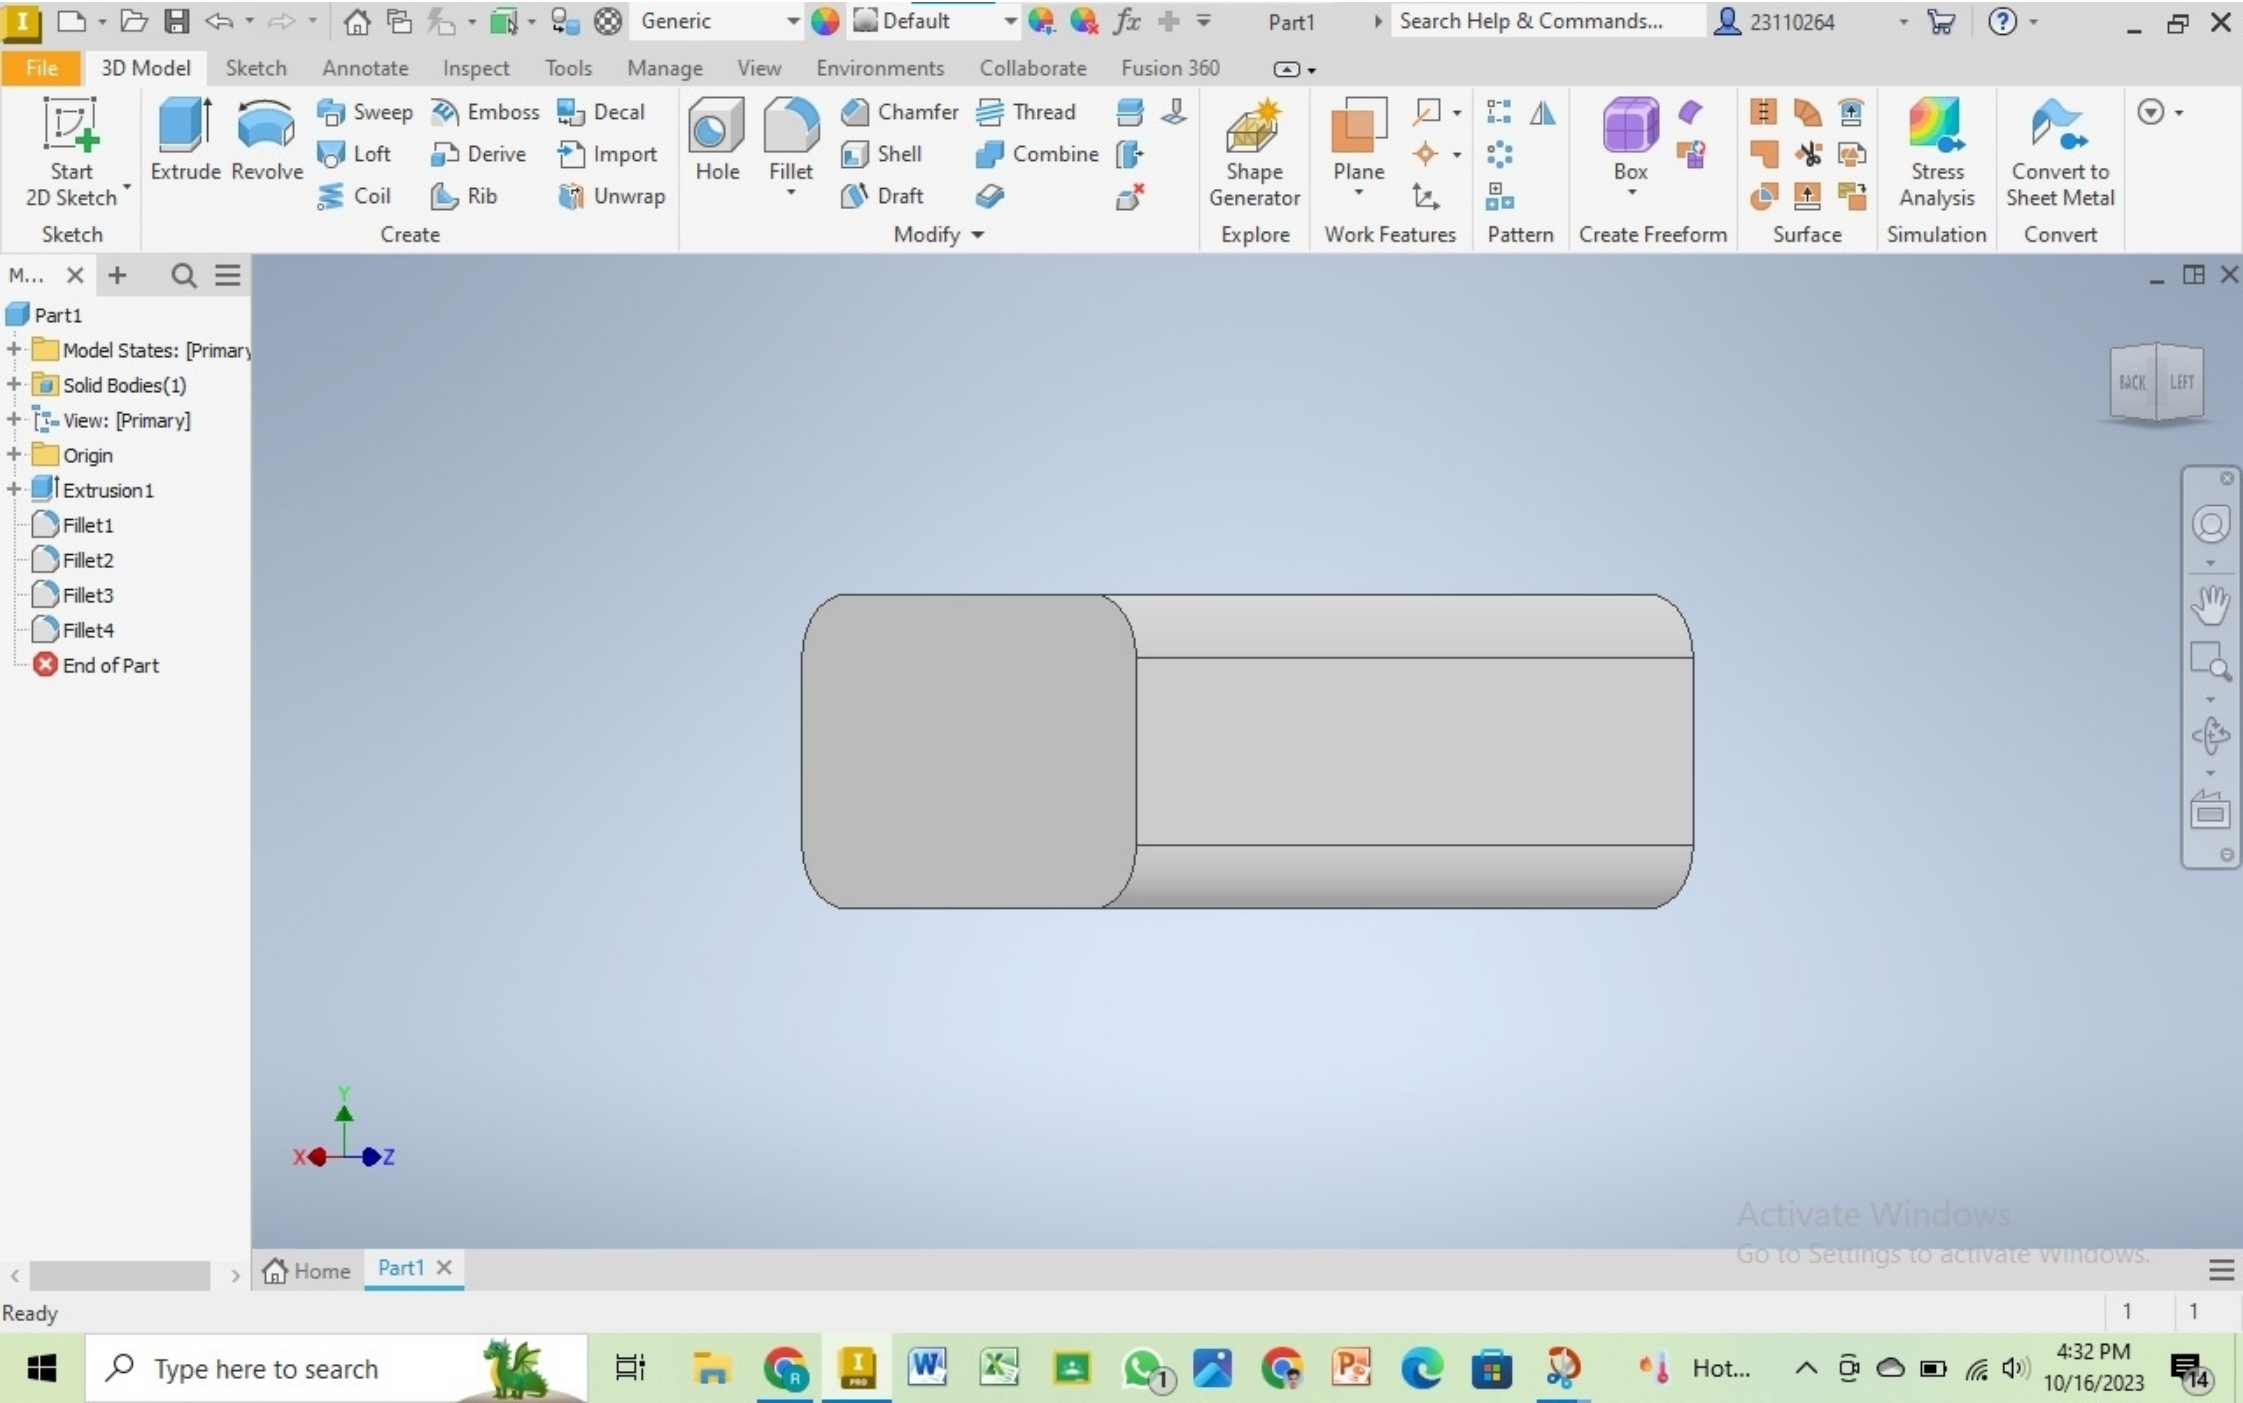 I Generic Default fx Part1 Search Help & Commands... 23110264
File 3D Model Sketch Annotate Inspect Tools Manage View Environments Collaborate Fusion 360
Start 2D Sketch
Extrude
Revolve
Sweep
Loft
Coil
Emboss
Derive
Rib
Decal
Import
Unwrap
Hole
Fillet
Chamfer
Shell
Draft
Thread
Combine
Shape Generator
Plane
Box
Stress Analysis
Convert to Sheet Metal
Sketch Create Modify Explore Work Features Pattern Create Freeform Surface Simulation Convert
M...
Part1
Model States: [Primary
Solid Bodies(1)
View: [Primary]
Origin
Extrusion1
Fillet1
Fillet2
Fillet3
Fillet4
End of Part
BACK LEFT
Y
X Z
Activate Windows
Go to Settings to activate Windows.
Home Part1
Ready 1 1
Type here to search
Hot...
4:32 PM
10/16/2023
14